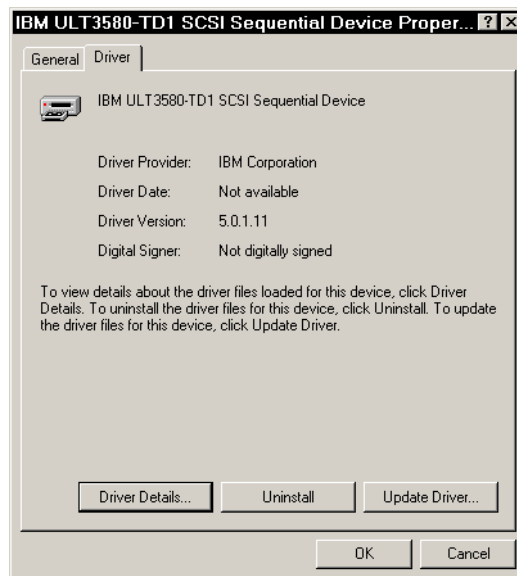 IBM ULT3580-TD1 SCSI Sequential Device Proper... ? X
General Driver
IBM ULT3580-TD1 SCSI Sequential Device
Driver Provider: IBM Corporation
Driver Date: Not available
Driver Version: 5.0.1.11
Digital Signer: Not digitally signed
To view details about the driver files loaded for this device, click Driver
Details. To uninstall the driver files for this device, click Uninstall. To update
the driver files for this device, click Update Driver.
Driver Details... Uninstall Update Driver...
OK Cancel